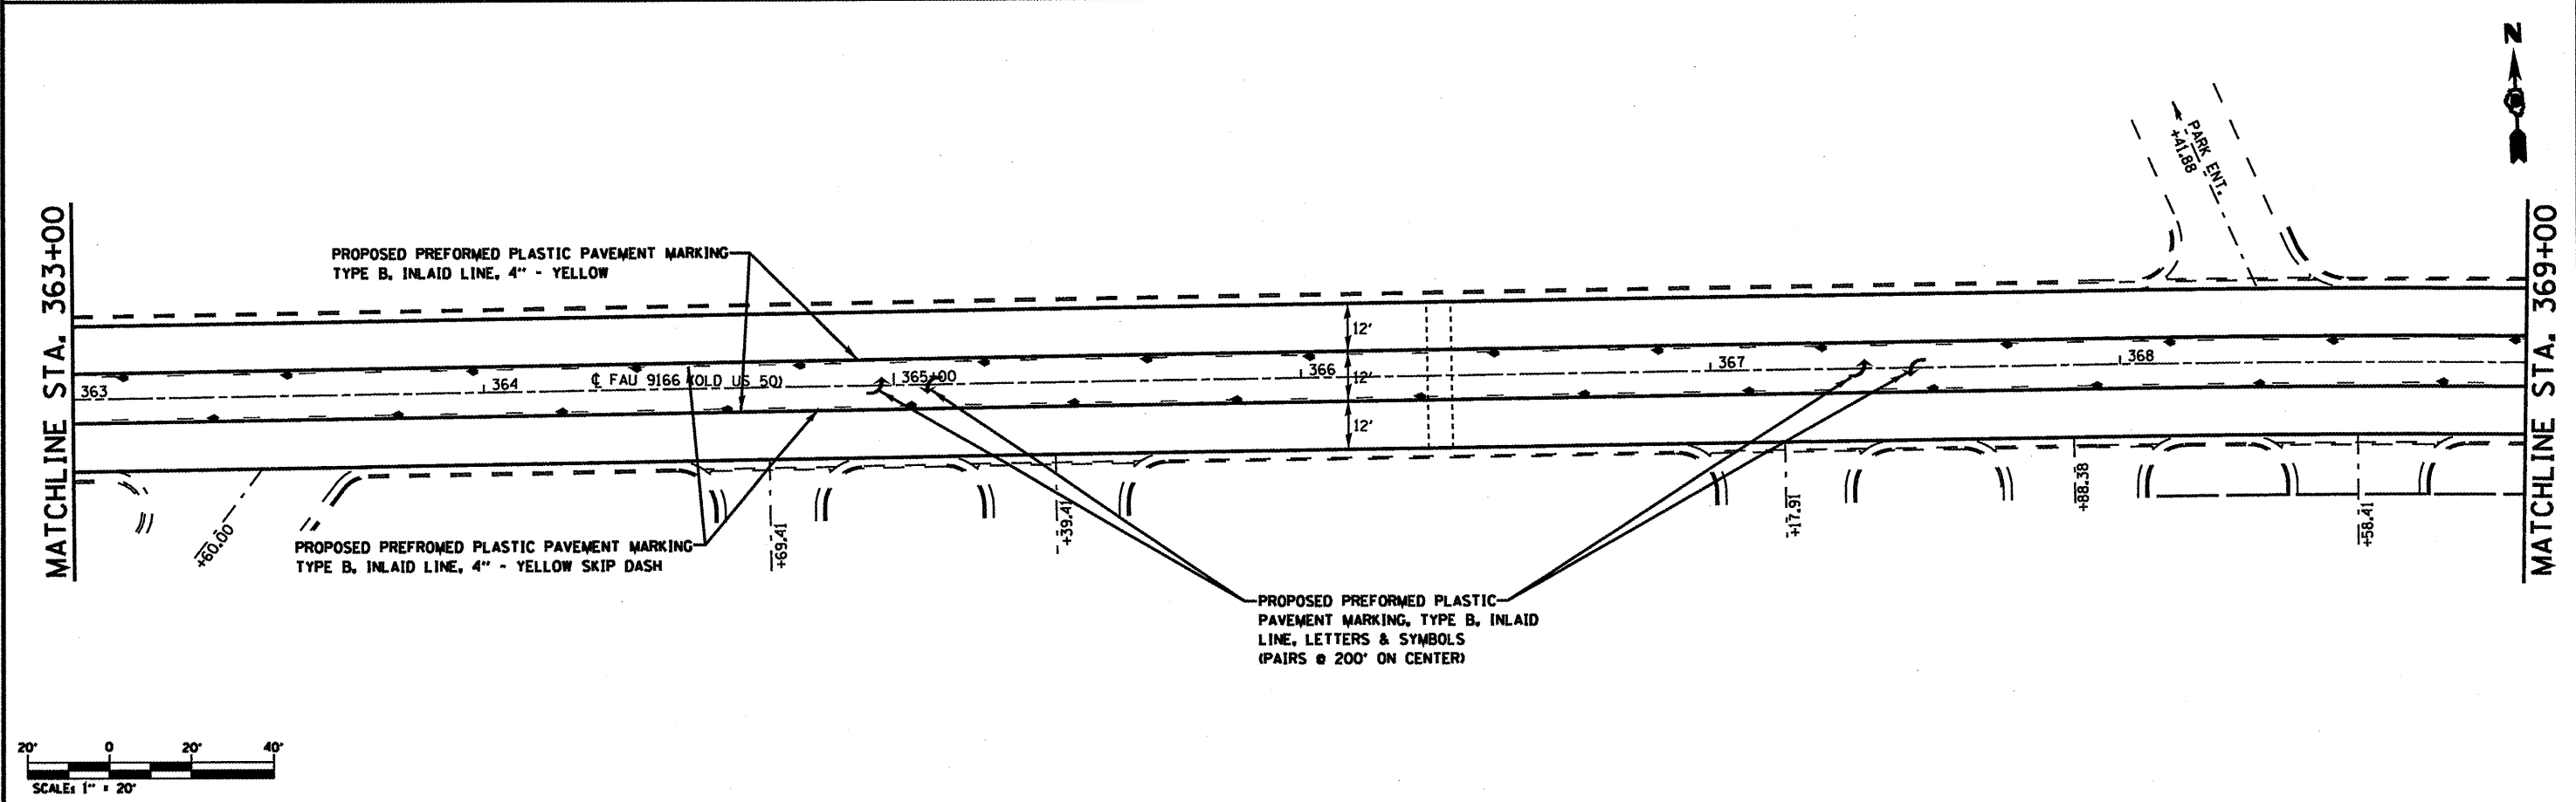 N
PARK ENT.
+41.88
MATCHLINE STA. 363+00
MATCHLINE STA. 369+00
PROPOSED PREFORMED PLASTIC PAVEMENT MARKING
TYPE B, INLAID LINE, 4" - YELLOW
12'
12'
12'
363
364
℄ FAU 9166 (OLD US 50)
365+00
366
367
368
+60.00
+69.41
+39.41
+17.91
+88.38
+58.41
PROPOSED PREFROMED PLASTIC PAVEMENT MARKING
TYPE B, INLAID LINE, 4" - YELLOW SKIP DASH
PROPOSED PREFORMED PLASTIC
PAVEMENT MARKING, TYPE B, INLAID
LINE, LETTERS & SYMBOLS
(PAIRS @ 200' ON CENTER)
20' 0 20' 40'
SCALE: 1" = 20'